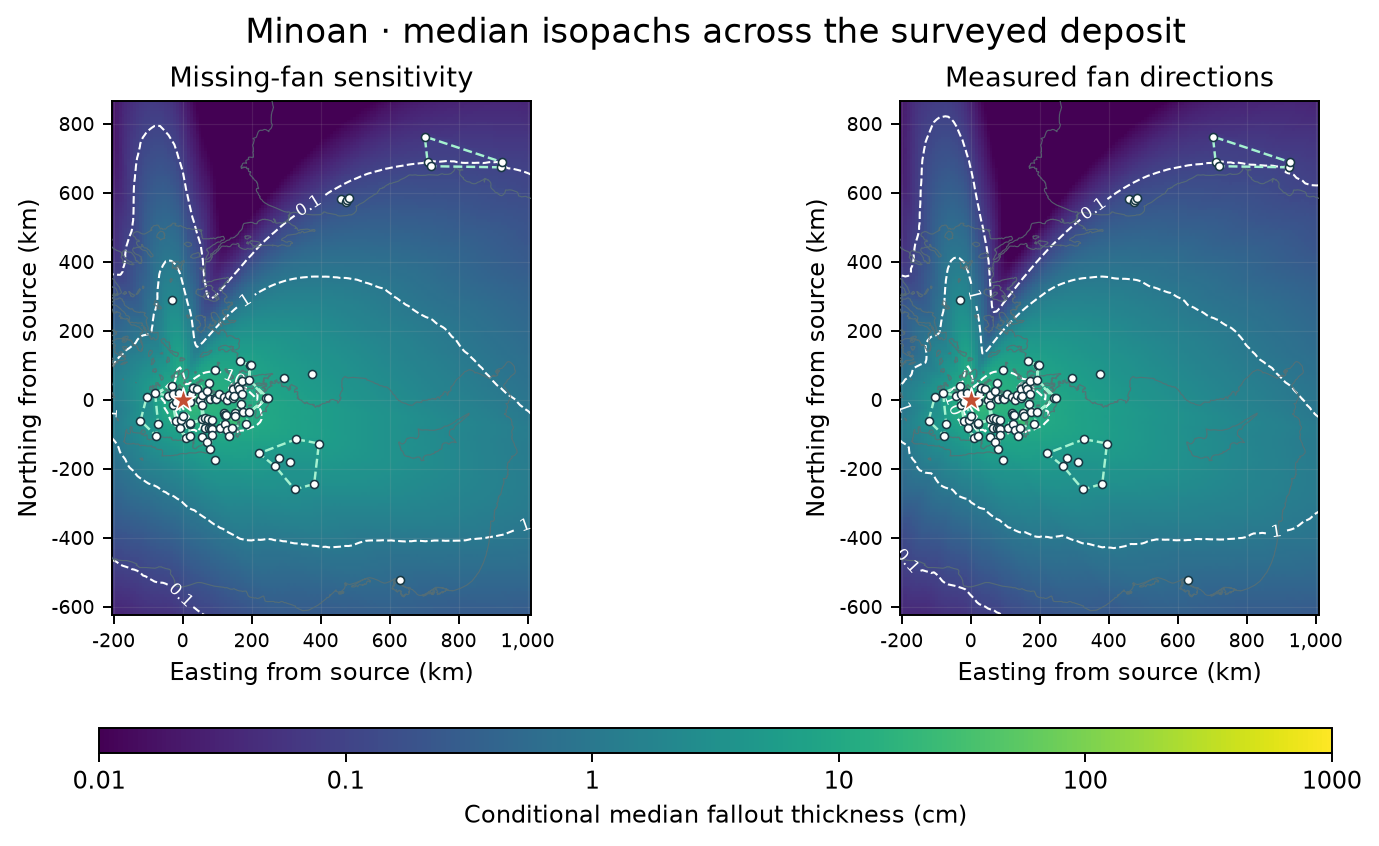 Minoan · median isopachs across the surveyed deposit
Missing-fan sensitivity
Measured fan directions
800
600
400
200
0
-200
-400
-600
Northing from source (km)
-200 0 200 400 600 800 1,000
Easting from source (km)
0.1
1
10
1
1
0.1
800
600
400
200
0
-200
-400
-600
Northing from source (km)
-200 0 200 400 600 800 1,000
Easting from source (km)
0.1
1
1
1
0.1
0.01 0.1 1 10 100 1000
Conditional median fallout thickness (cm)